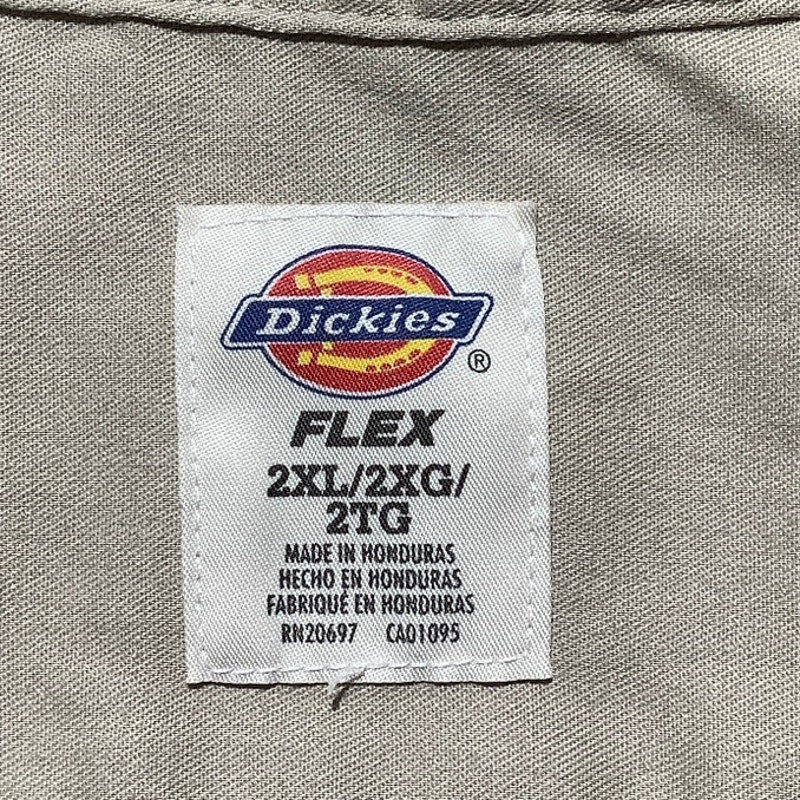 Dickies
®
FLEX
2XL/2XG/
2TG
MADE IN HONDURAS
HECHO EN HONDURAS
FABRIQUÉ EN HONDURAS
RN20697 CA01095